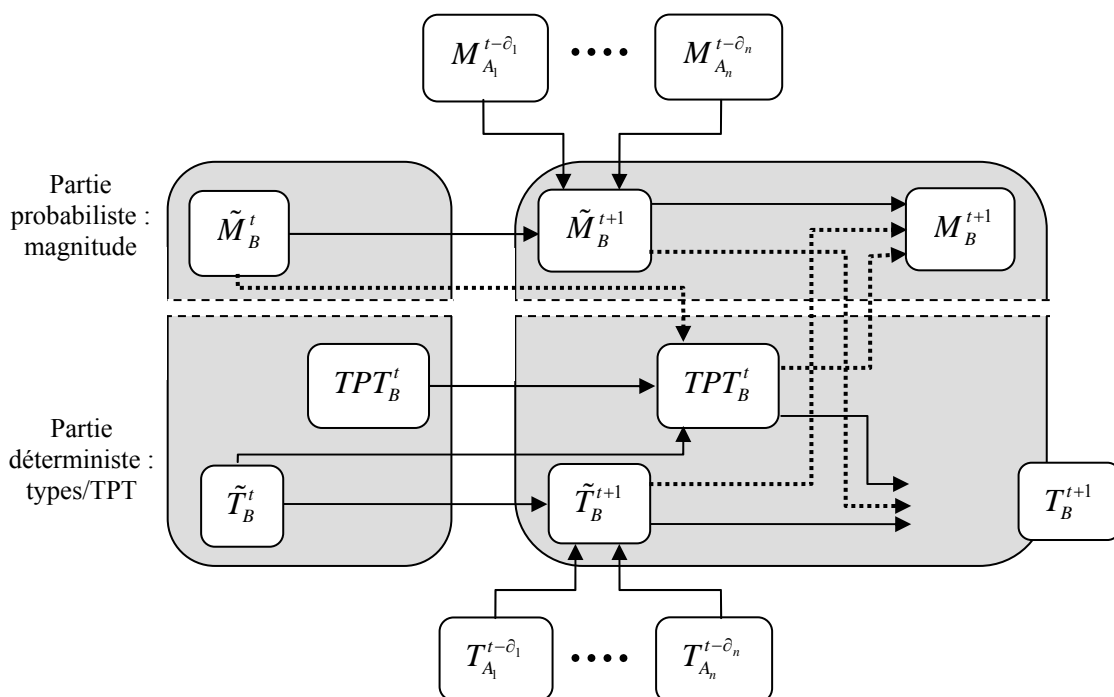 M_{A_1}^{t-∂_1} •••• M_{A_n}^{t-∂_n}
Partie
probabiliste :
magnitude
M̃_B^t M̃_B^{t+1} M_B^{t+1}
TPT_B^t TPT_B^t
Partie
déterministe :
types/TPT
T̃_B^t T̃_B^{t+1} T_B^{t+1}
T_{A_1}^{t-∂_1} •••• T_{A_n}^{t-∂_n}